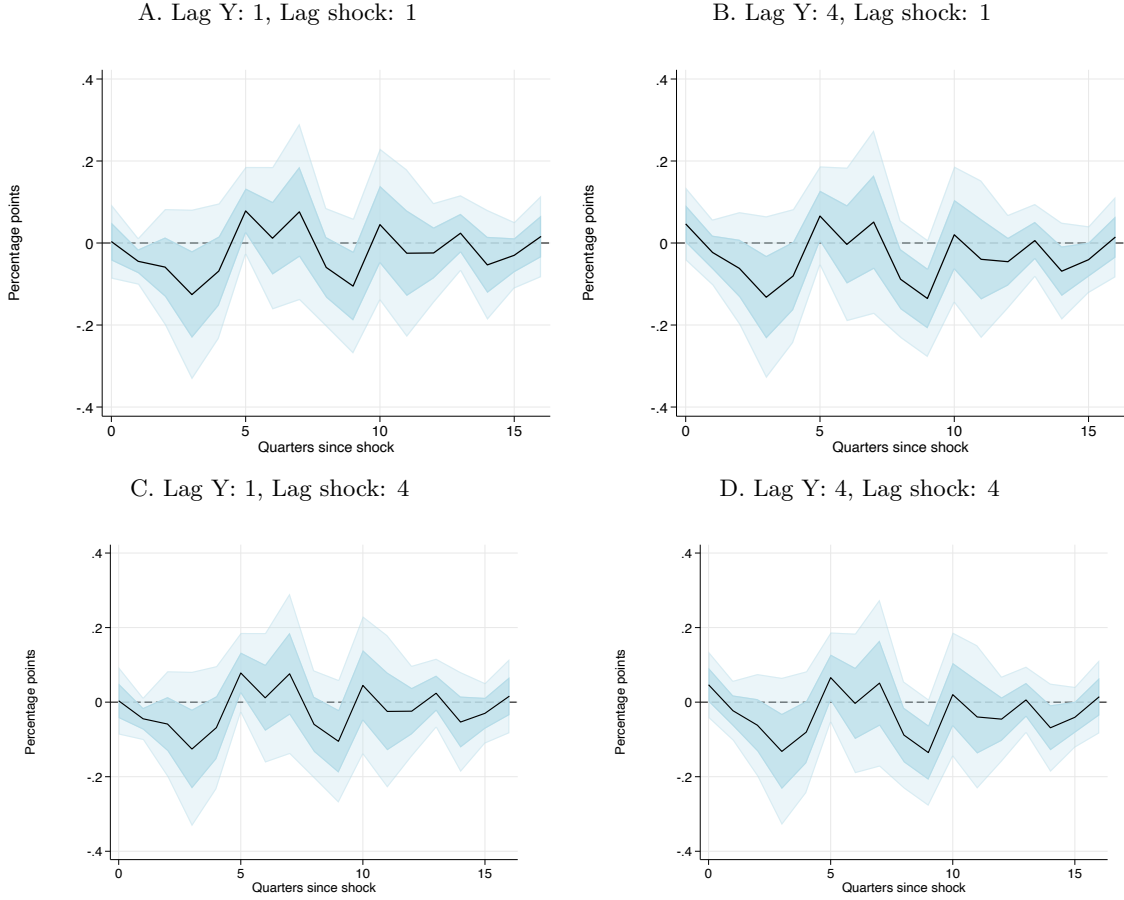 A. Lag Y: 1, Lag shock: 1
.4
.2
0
-.2
-.4
Percentage points
0 5 10 15
Quarters since shock
B. Lag Y: 4, Lag shock: 1
.4
.2
0
-.2
-.4
Percentage points
0 5 10 15
Quarters since shock
C. Lag Y: 1, Lag shock: 4
.4
.2
0
-.2
-.4
Percentage points
0 5 10 15
Quarters since shock
D. Lag Y: 4, Lag shock: 4
.4
.2
0
-.2
-.4
Percentage points
0 5 10 15
Quarters since shock